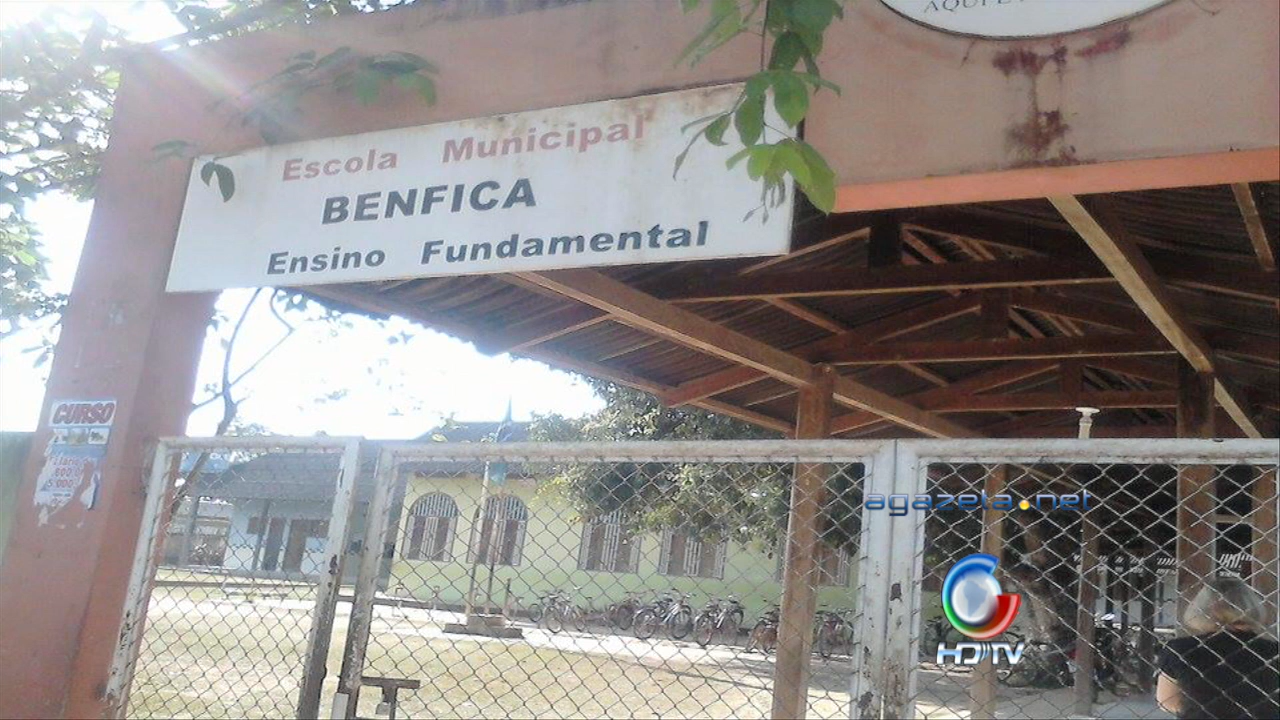 Escola Municipal
BENFICA
Ensino Fundamental
CURSO
agazeta.net
HDTV